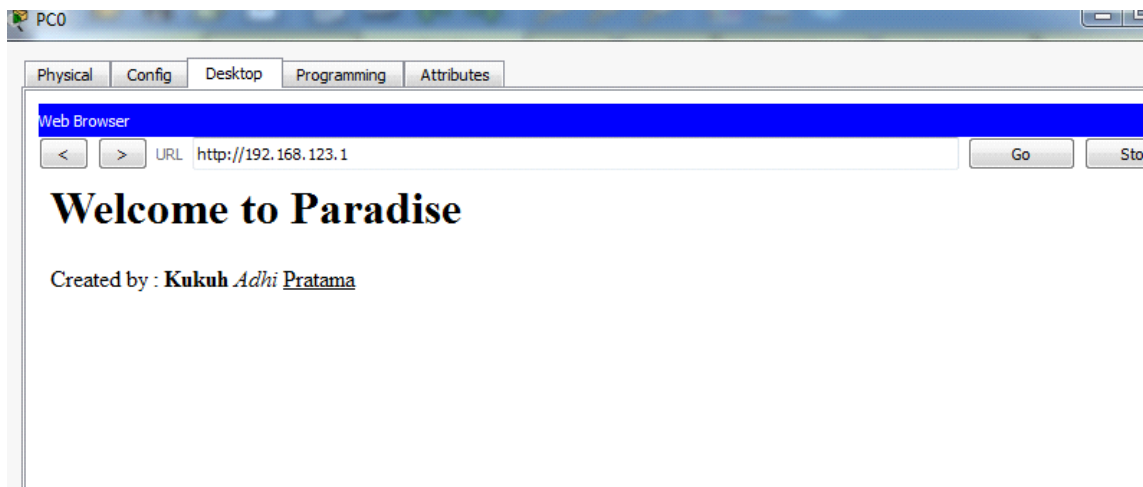 PC0
Physical Config Desktop Programming Attributes
Web Browser
< > URL http://192.168.123.1 Go Sto
Welcome to Paradise
Created by : Kukuh Adhi Pratama